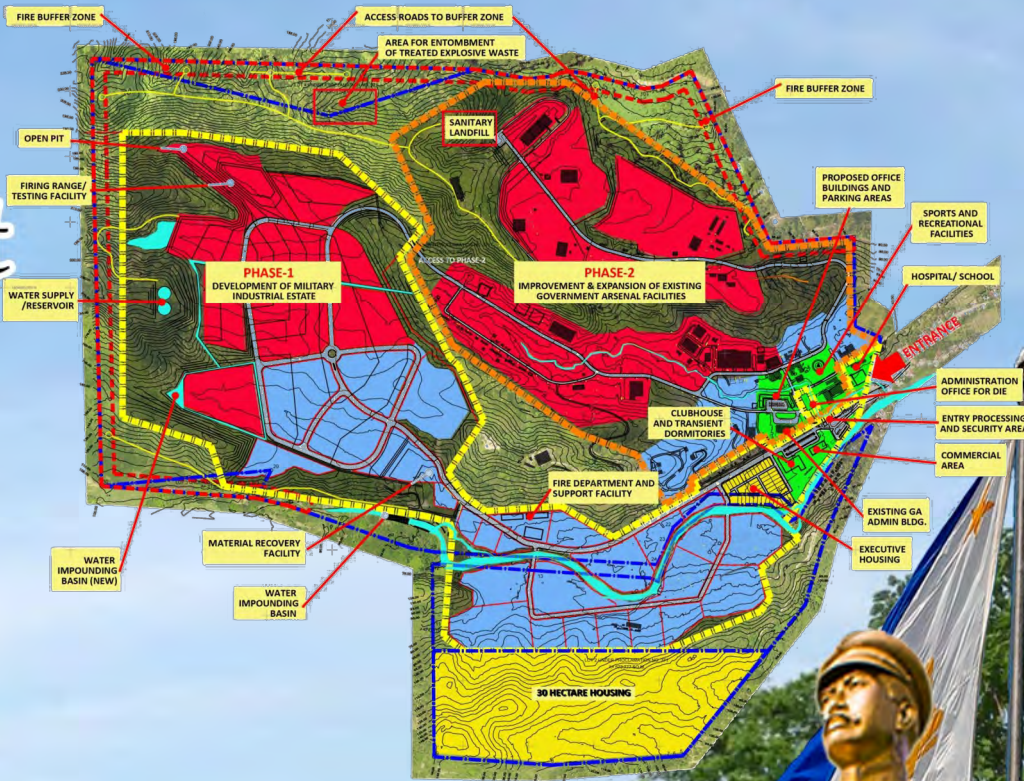 FIRE BUFFER ZONE
ACCESS ROADS TO BUFFER ZONE
AREA FOR ENTOMBMENT
OF TREATED EXPLOSIVE WASTE
FIRE BUFFER ZONE
SANITARY
LANDFILL
OPEN PIT
FIRING RANGE/
TESTING FACILITY
PROPOSED OFFICE
BUILDINGS AND
PARKING AREAS
SPORTS AND
RECREATIONAL
FACILITIES
ACCESS TO PHASE-2
PHASE-1
DEVELOPMENT OF MILITARY
INDUSTRIAL ESTATE
PHASE-2
IMPROVEMENT & EXPANSION OF EXISTING
GOVERNMENT ARSENAL FACILITIES
HOSPITAL/ SCHOOL
WATER SUPPLY
/RESERVOIR
ENTRANCE
ADMINISTRATION
OFFICE FOR DIE
CLUBHOUSE
AND TRANSIENT
DORMITORIES
ENTRY PROCESSING
AND SECURITY AREA
COMMERCIAL
AREA
FIRE DEPARTMENT AND
SUPPORT FACILITY
EXISTING GA
ADMIN BLDG.
MATERIAL RECOVERY
FACILITY
EXECUTIVE
HOUSING
WATER
IMPOUNDING
BASIN (NEW)
WATER
IMPOUNDING
BASIN
30 HECTARE HOUSING